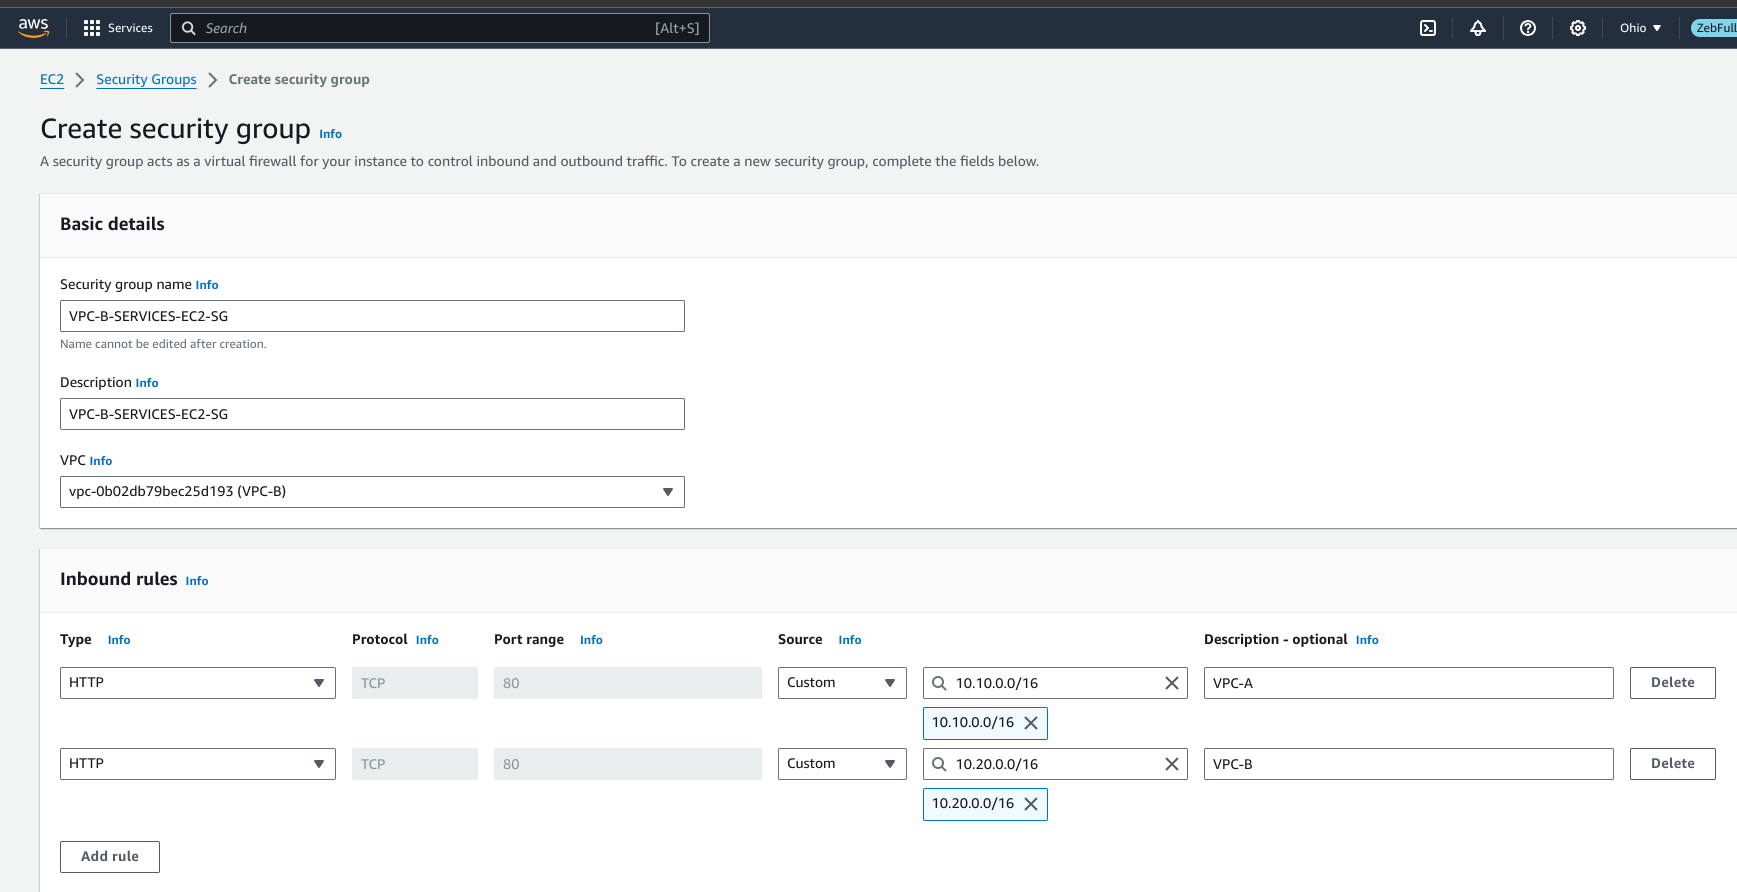 aws Services Search [Alt+S] Ohio ZebFull
EC2 Security Groups Create security group
Create security group Info
A security group acts as a virtual firewall for your instance to control inbound and outbound traffic. To create a new security group, complete the fields below.
Basic details
Security group name Info
VPC-B-SERVICES-EC2-SG
Name cannot be edited after creation.
Description Info
VPC-B-SERVICES-EC2-SG
VPC Info
vpc-0b02db79bec25d193 (VPC-B)
Inbound rules Info
Type Info Protocol Info Port range Info Source Info Description - optional Info
HTTP TCP 80 Custom 10.10.0.0/16 VPC-A Delete
10.10.0.0/16
HTTP TCP 80 Custom 10.20.0.0/16 VPC-B Delete
10.20.0.0/16
Add rule